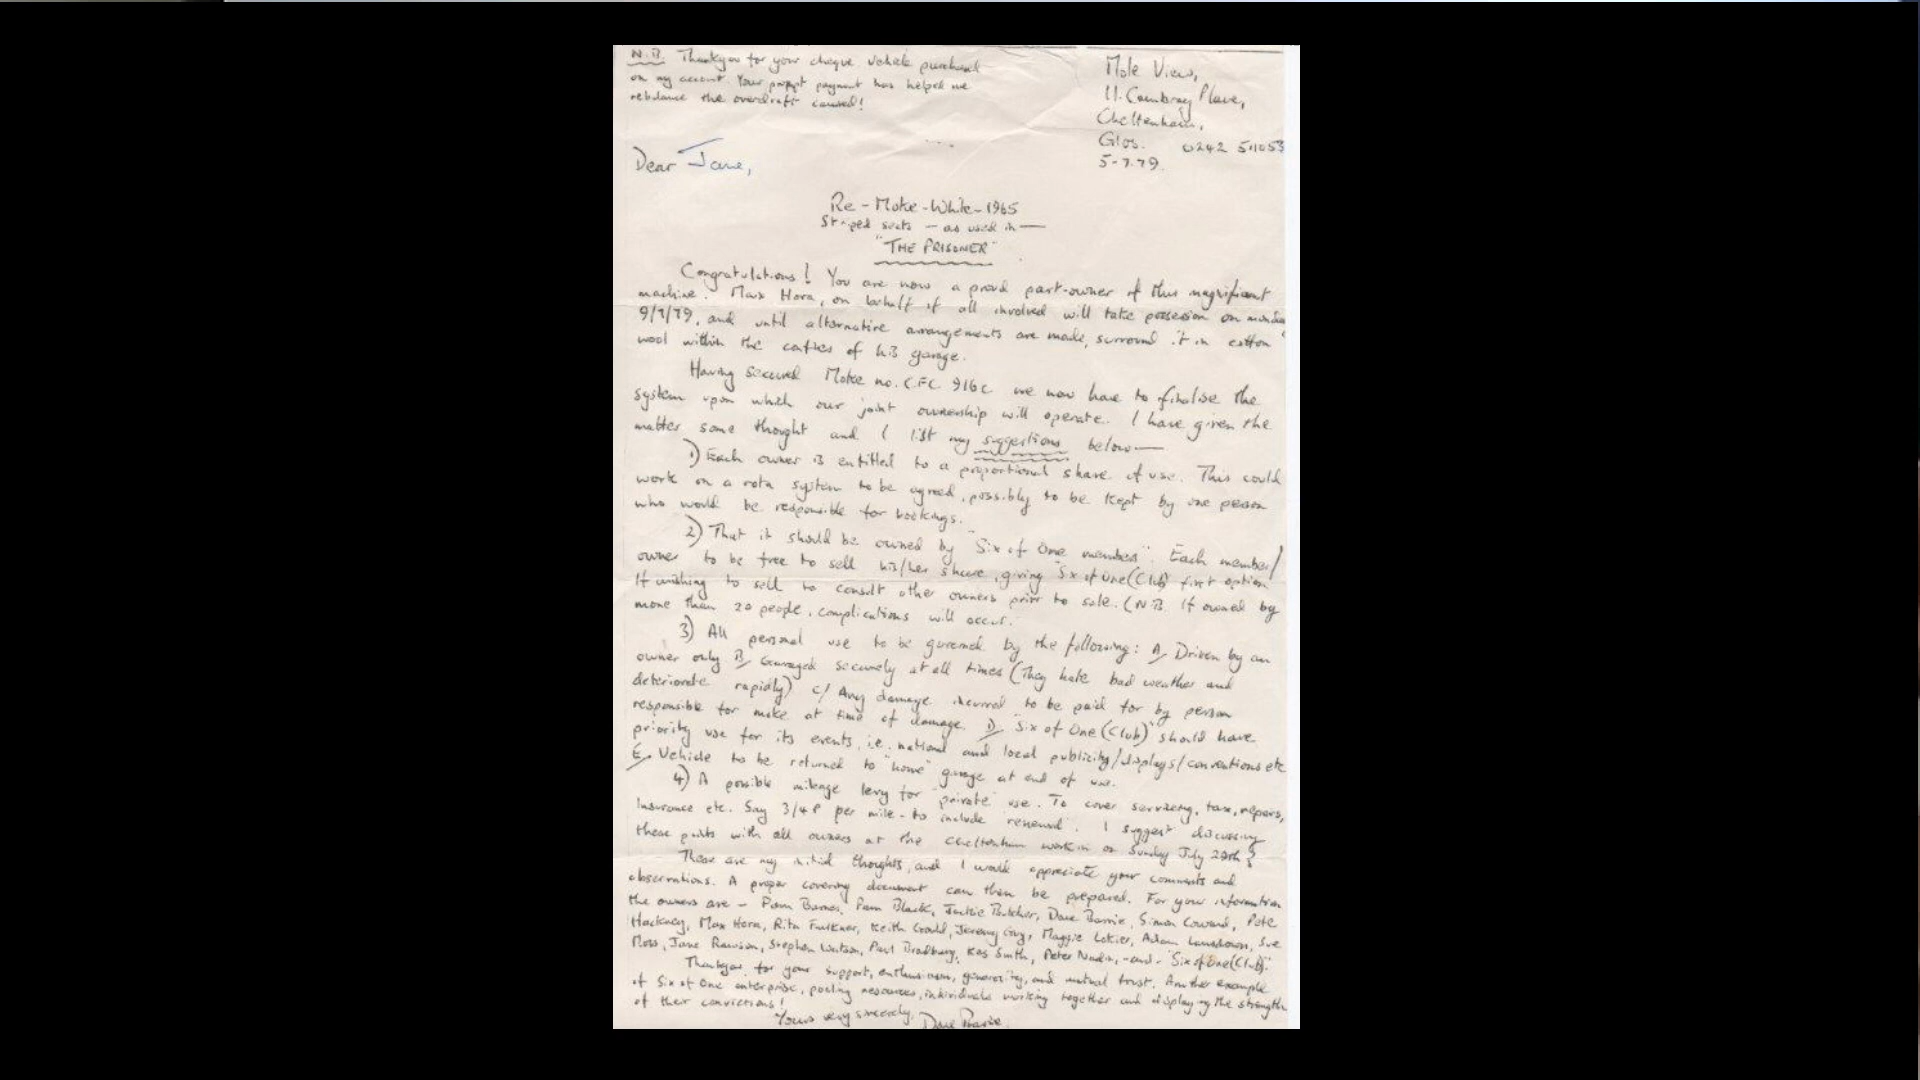 N.B. Thankyou for your cheque vehicle purchased
on my account. Your prompt payment has helped me
rebalance the overdraft caused!
Mole View,
11. Cambray Place,
Cheltenham,
Glos. 0242 511053
5-7.79.
Dear Jane,
Re - Moke - White - 1965
Striped seats - as used in -
"THE PRISONER"
Congratulations! You are now a proud part-owner of this magnificent
machine. Max Hora, on behalf of all involved will take possession on monday
9/7/79, and until alternative arrangements are made, surround it in cotton
wool within the confines of his garage.
Having secured Moke no. CFC 916C we now have to finalise the
system upon which our joint ownership will operate. I have given the
matter some thought and I list my suggestions below-
1) Each owner is entitled to a proportional share of use. This could
work on a rota system to be agreed, possibly to be kept by one person
who would be responsible for bookings.
2) That it should be owned by "Six of One members". Each member/
owner to be free to sell his/her share, giving "Six of One (Club)" first option.
If wishing to sell to consult other owners prior to sale. (N.B. If owned by
more than 20 people, complications will occur.
3) All personal use to be governed by the following: A/ Driven by an
owner only B/ Garaged securely at all times (They hate bad weather and
deteriorate rapidly) C/ Any damage incurred to be paid for by person
responsible for moke at time of damage. D/ "Six of One (Club)" should have
priority use for its events, i.e. national and local publicity/displays/conventions etc
E/ Vehicle to be returned to "home" garage at end of use.
4) A possible mileage levy for "private" use. To cover servicing, tax, repairs,
Insurance etc. Say 3/4P per mile - to include 'renewal'. I suggest discussing
these points with all owners at the Cheltenham workin on Sunday July 29th?
These are my initial thoughts, and I would appreciate your comments and
observations. A proper covering document can then be prepared. For your information
the owners are - Pam Barnes, Pam Black, Jackie Butcher, Dave Barrie, Simon Coward, Pete
Hackney, Max Hora, Rita Faulkner, Keith Gould, Jeremy Guy, Maggie Lokier, Adam Lansdown, Sue
Moss, Jane Rawson, Stephen Watson, Paul Bradbury, Kas Smith, Peter -and- "Six of One (Club)".
Thankyou for your support, enthusiasm, generosity, and mutual trust. Another example
of Six of One enterprise, pooling resources, individuals working together and displaying the strength
of their convictions!
Yours very sincerely, Dave Barrie.